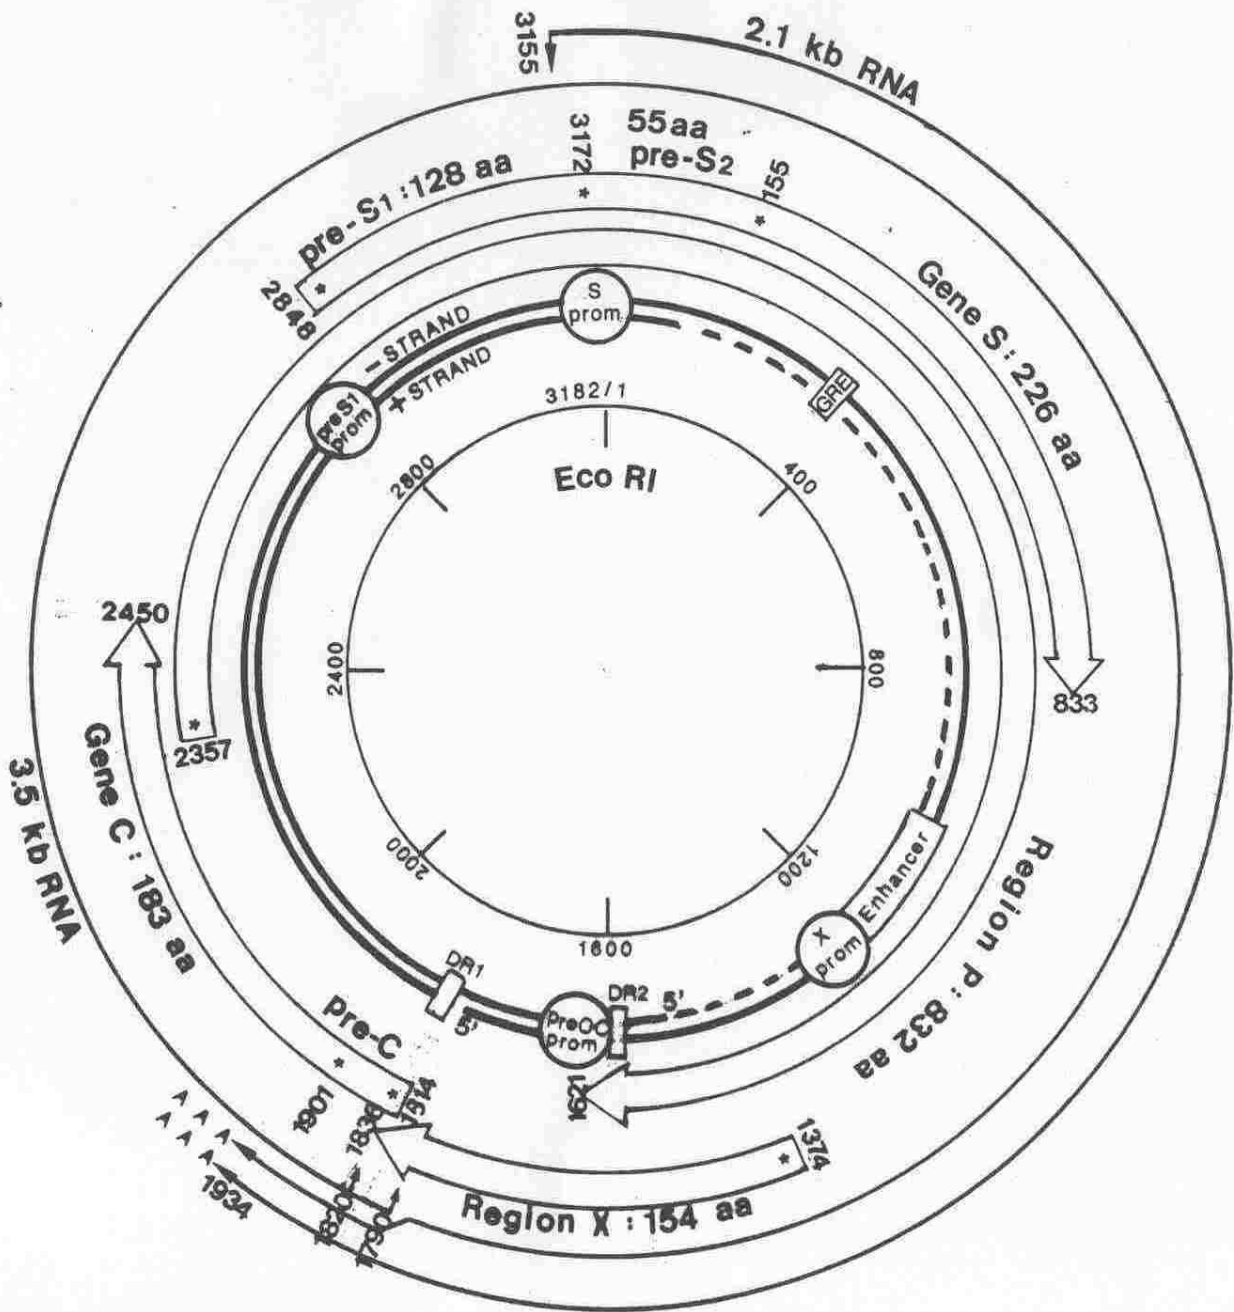 3155
2.1 kb RNA
3172
55aa
pre-S2
155
pre-S1:128 aa
2848
Gene S: 226 aa
S
prom
- STRAND
+ STRAND
GRE
preS1
prom
3182/1
Eco RI
400
800
1200
1600
2000
2400
2800
2450
2357
833
Gene C: 183 aa
3.5 kb RNA
Enhancer
Region P: 832 aa
X
prom
DR1
DR2
5'
5'
prom
pre-C
1621
1901
1836
1374
A A A
A A A
1934
1820
1790
Region X : 154 aa